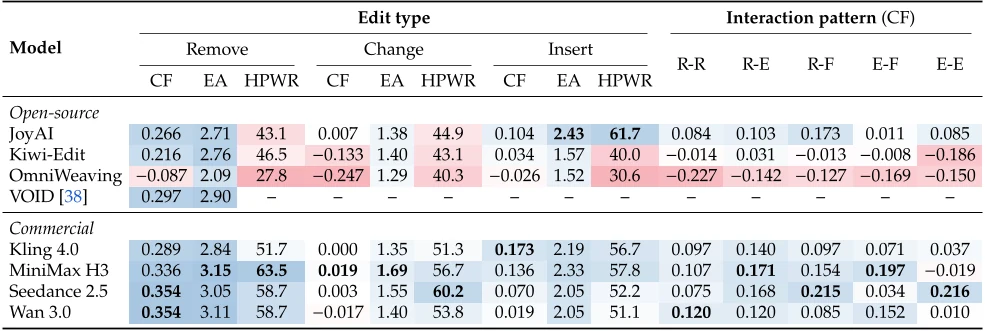 Model Edit type Interaction pattern (CF)
Remove Change Insert R-R R-E R-F E-F E-E
CF EA HPWR CF EA HPWR CF EA HPWR
Open-source
JoyAI 0.266 2.71 43.1 0.007 1.38 44.9 0.104 2.43 61.7 0.084 0.103 0.173 0.011 0.085
Kiwi-Edit 0.216 2.76 46.5 −0.133 1.40 43.1 0.034 1.57 40.0 −0.014 0.031 −0.013 −0.008 −0.186
OmniWeaving −0.087 2.09 27.8 −0.247 1.29 40.3 −0.026 1.52 30.6 −0.227 −0.142 −0.127 −0.169 −0.150
VOID [38] 0.297 2.90 – – – – – – – – – – – –
Commercial
Kling 4.0 0.289 2.84 51.7 0.000 1.35 51.3 0.173 2.19 56.7 0.097 0.140 0.097 0.071 0.037
MiniMax H3 0.336 3.15 63.5 0.019 1.69 56.7 0.136 2.33 57.8 0.107 0.171 0.154 0.197 −0.019
Seedance 2.5 0.354 3.05 58.7 0.003 1.55 60.2 0.070 2.05 52.2 0.075 0.168 0.215 0.034 0.216
Wan 3.0 0.354 3.11 58.7 −0.017 1.40 53.8 0.019 2.05 51.1 0.120 0.120 0.085 0.152 0.010